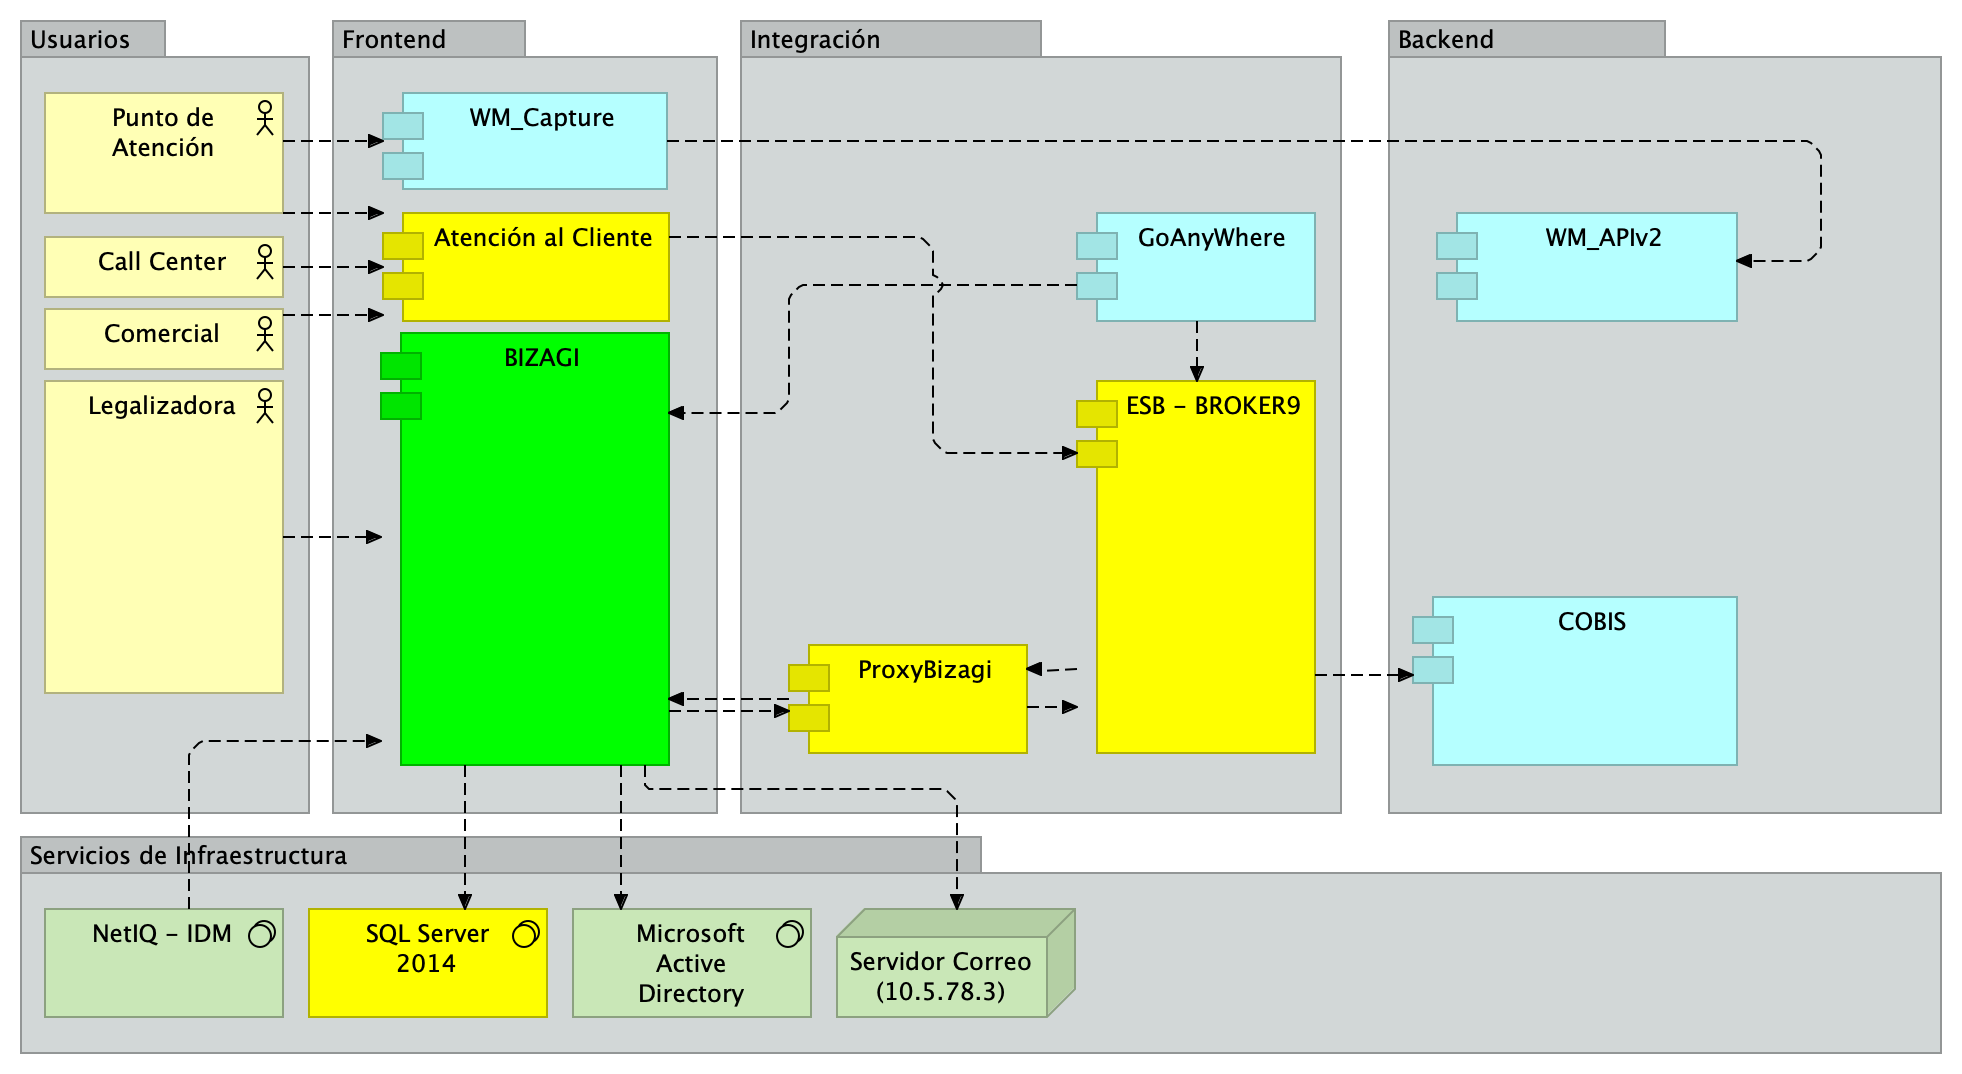 Usuarios
Frontend
Integración
Backend
Punto de
Atención
WM_Capture
Atención al Cliente
GoAnyWhere
WM_APIv2
Call Center
Comercial
BIZAGI
Legalizadora
ESB - BROKER9
COBIS
ProxyBizagi
Servicios de Infraestructura
NetIQ - IDM
SQL Server
2014
Microsoft
Active
Directory
Servidor Correo
(10.5.78.3)